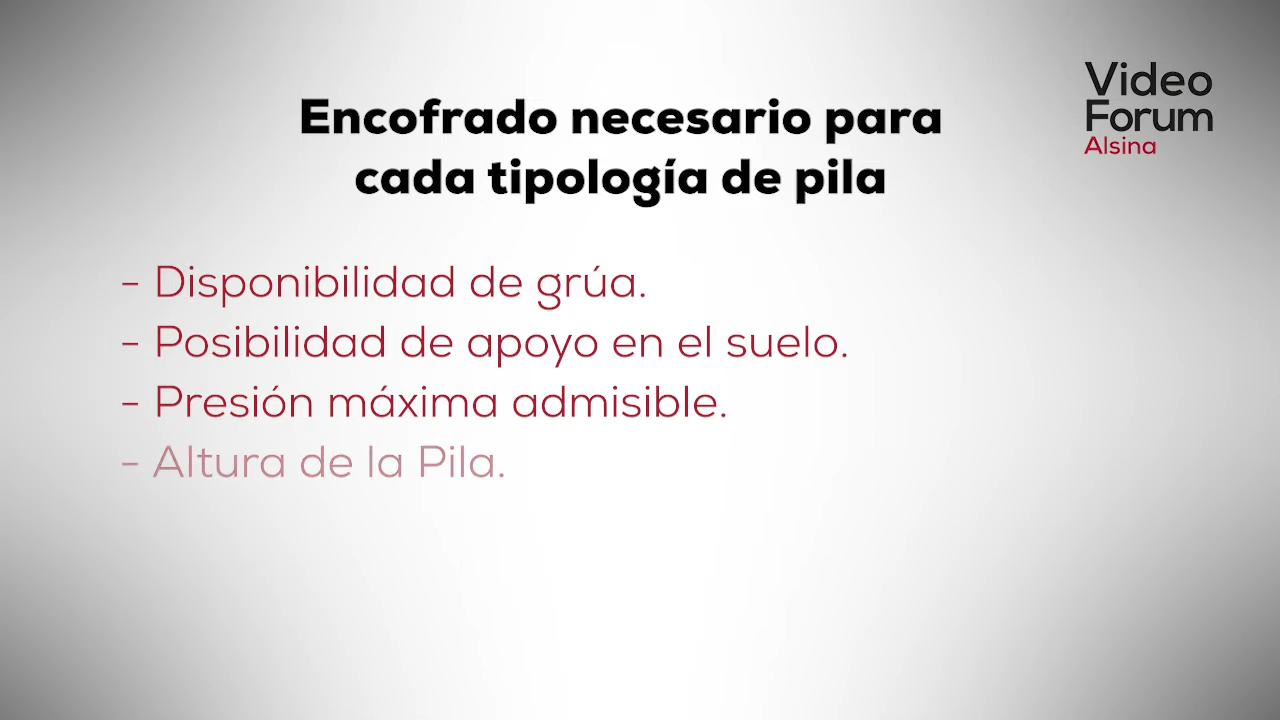 Encofrado necesario para
cada tipología de pila
Video
Forum
Alsina
- Disponibilidad de grúa.
- Posibilidad de apoyo en el suelo.
- Presión máxima admisible.
- Altura de la Pila.